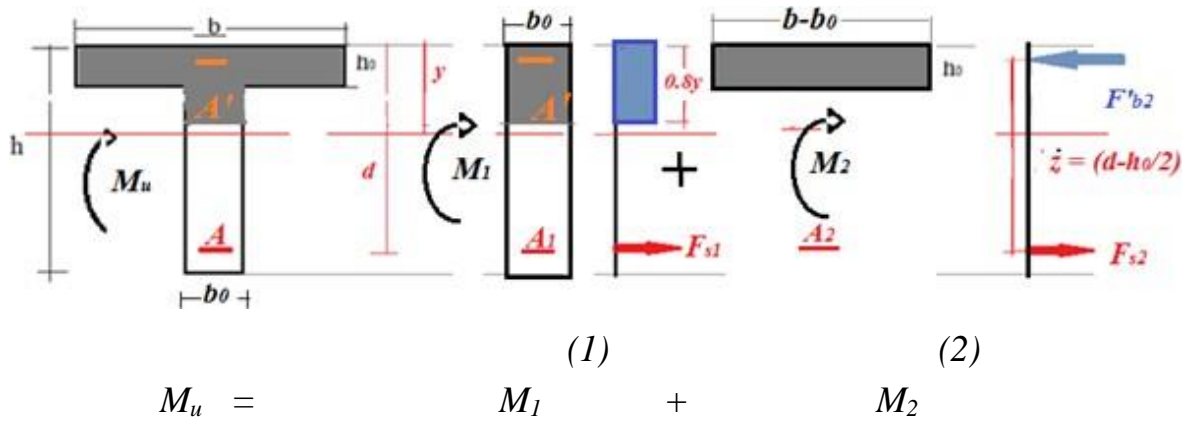 b
b₀
b-b₀
h₀
y
A'
A'
0.8y
h₀
F'b2
h
Mu
d
M₁
+
M₂
ż = (d-h₀/2)
A
A₁
Fs1
A₂
Fs2
b₀
(1) (2)
Mu = M₁ + M₂